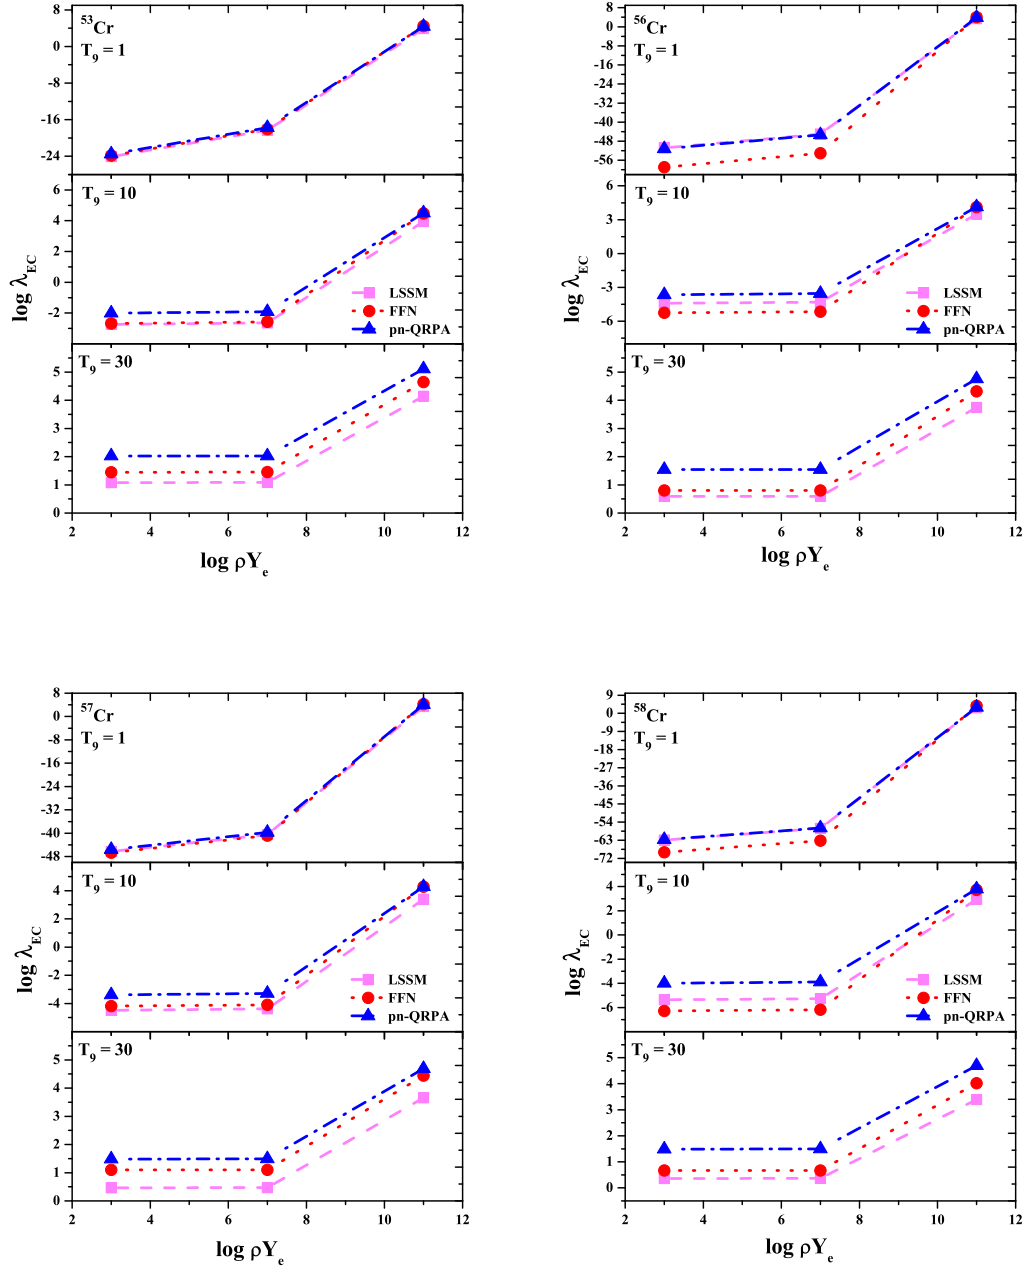 ⁵³Cr
T₉ = 1
8
0
-8
-16
-24
T₉ = 10
6
4
2
0
-2
log λEC
LSSM
FFN
pn-QRPA
T₉ = 30
5
4
3
2
1
0
2 4 6 8 10 12
log ρYₑ
⁵⁶Cr
T₉ = 1
8
0
-8
-16
-24
-32
-40
-48
-56
T₉ = 10
6
3
0
-3
-6
log λEC
LSSM
FFN
pn-QRPA
T₉ = 30
5
4
3
2
1
0
2 4 6 8 10 12
log ρYₑ
⁵⁷Cr
T₉ = 1
8
0
-8
-16
-24
-32
-40
-48
T₉ = 10
4
2
0
-2
-4
log λEC
LSSM
FFN
pn-QRPA
T₉ = 30
5
4
3
2
1
0
2 4 6 8 10 12
log ρYₑ
⁵⁸Cr
T₉ = 1
9
0
-9
-18
-27
-36
-45
-54
-63
-72
T₉ = 10
4
2
0
-2
-4
-6
log λEC
LSSM
FFN
pn-QRPA
T₉ = 30
5
4
3
2
1
0
2 4 6 8 10 12
log ρYₑ